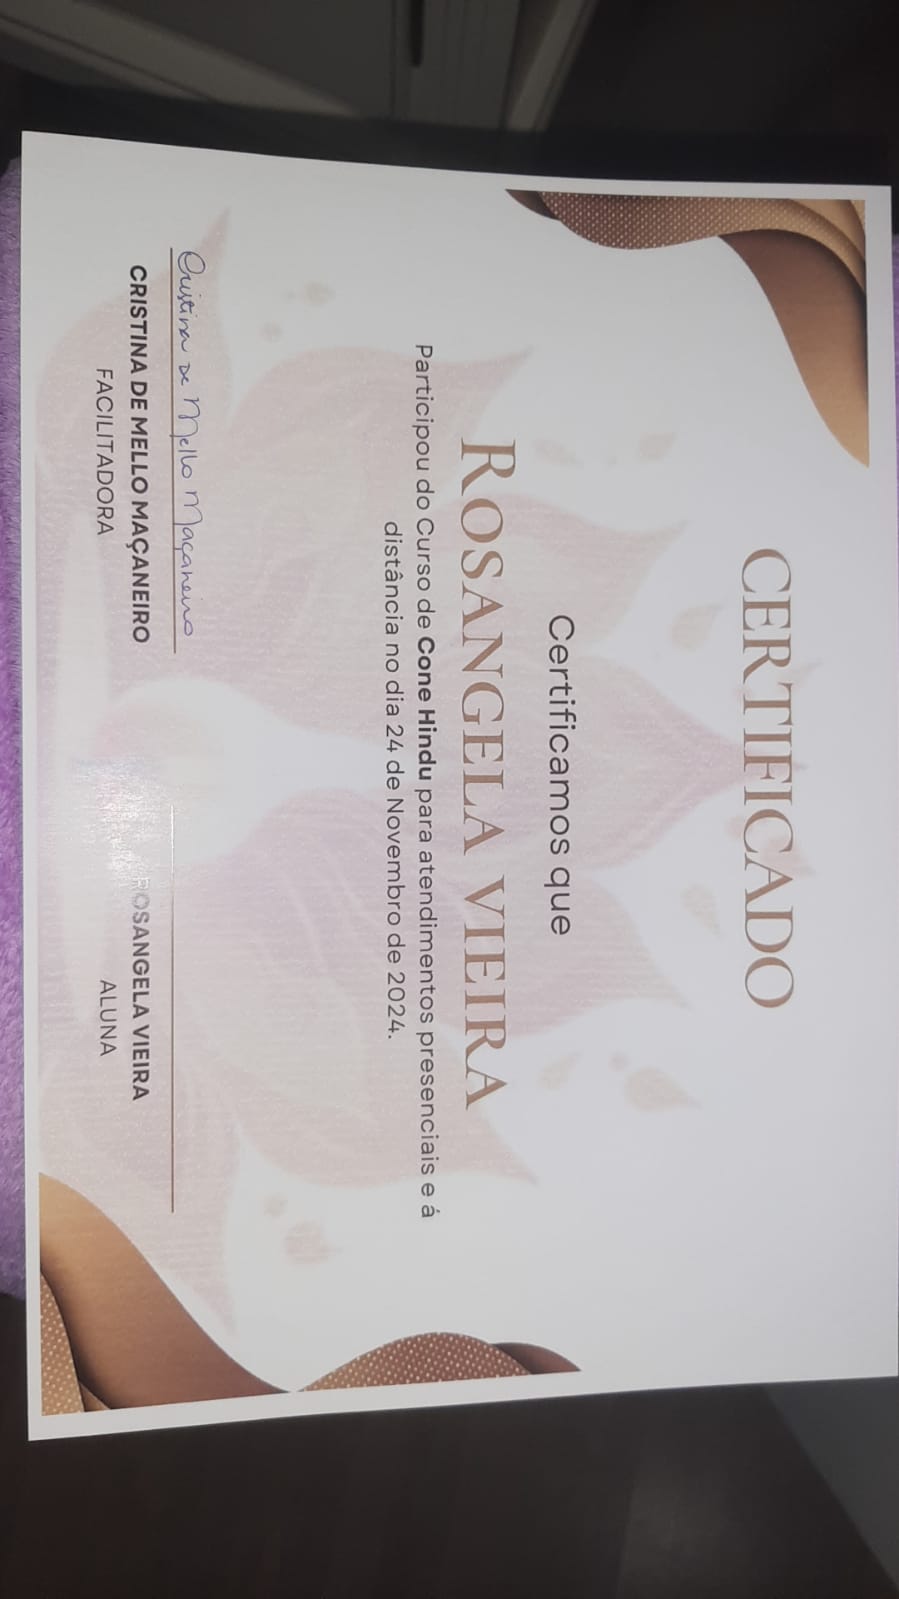 CERTIFICADO
Certificamos que
ROSANGELA VIEIRA
Participou do Curso de Cone Hindu para atendimentos presenciais e á
distância no dia 24 de Novembro de 2024.
Cristina de Mello Maçaneiro
CRISTINA DE MELLO MAÇANEIRO
FACILITADORA
ROSANGELA VIEIRA
ALUNA